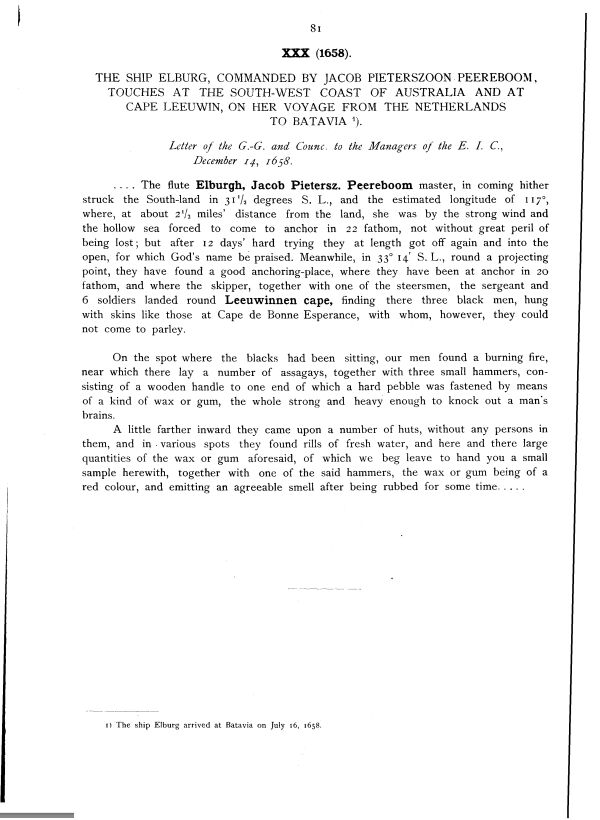 81
XXX (1658).
THE SHIP ELBURG, COMMANDED BY JACOB PIETERSZOON PEEREBOOM,
TOUCHES AT THE SOUTH-WEST COAST OF AUSTRALIA AND AT
CAPE LEEUWIN, ON HER VOYAGE FROM THE NETHERLANDS
TO BATAVIA ¹).
Letter of the G.-G. and Counc. to the Managers of the E. I. C.,
December 14, 1658.
.... The flute Elburgh, Jacob Pietersz. Peereboom master, in coming hither
struck the South-land in 31 1/2 degrees S. L., and the estimated longitude of 117°,
where, at about 2 1/2 miles' distance from the land, she was by the strong wind and
the hollow sea forced to come to anchor in 22 fathom, not without great peril of
being lost; but after 12 days' hard trying they at length got off again and into the
open, for which God's name be praised. Meanwhile, in 33° 14' S. L., round a projecting
point, they have found a good anchoring-place, where they have been at anchor in 20
fathom, and where the skipper, together with one of the steersmen, the sergeant and
6 soldiers landed round Leeuwinnen cape, finding there three black men, hung
with skins like those at Cape de Bonne Esperance, with whom, however, they could
not come to parley.
On the spot where the blacks had been sitting, our men found a burning fire,
near which there lay a number of assagays, together with three small hammers, con-
sisting of a wooden handle to one end of which a hard pebble was fastened by means
of a kind of wax or gum, the whole strong and heavy enough to knock out a man's
brains.
A little farther inward they came upon a number of huts, without any persons in
them, and in various spots they found rills of fresh water, and here and there large
quantities of the wax or gum aforesaid, of which we beg leave to hand you a small
sample herewith, together with one of the said hammers, the wax or gum being of a
red colour, and emitting an agreeable smell after being rubbed for some time.....
1) The ship Elburg arrived at Batavia on July 16, 1658.